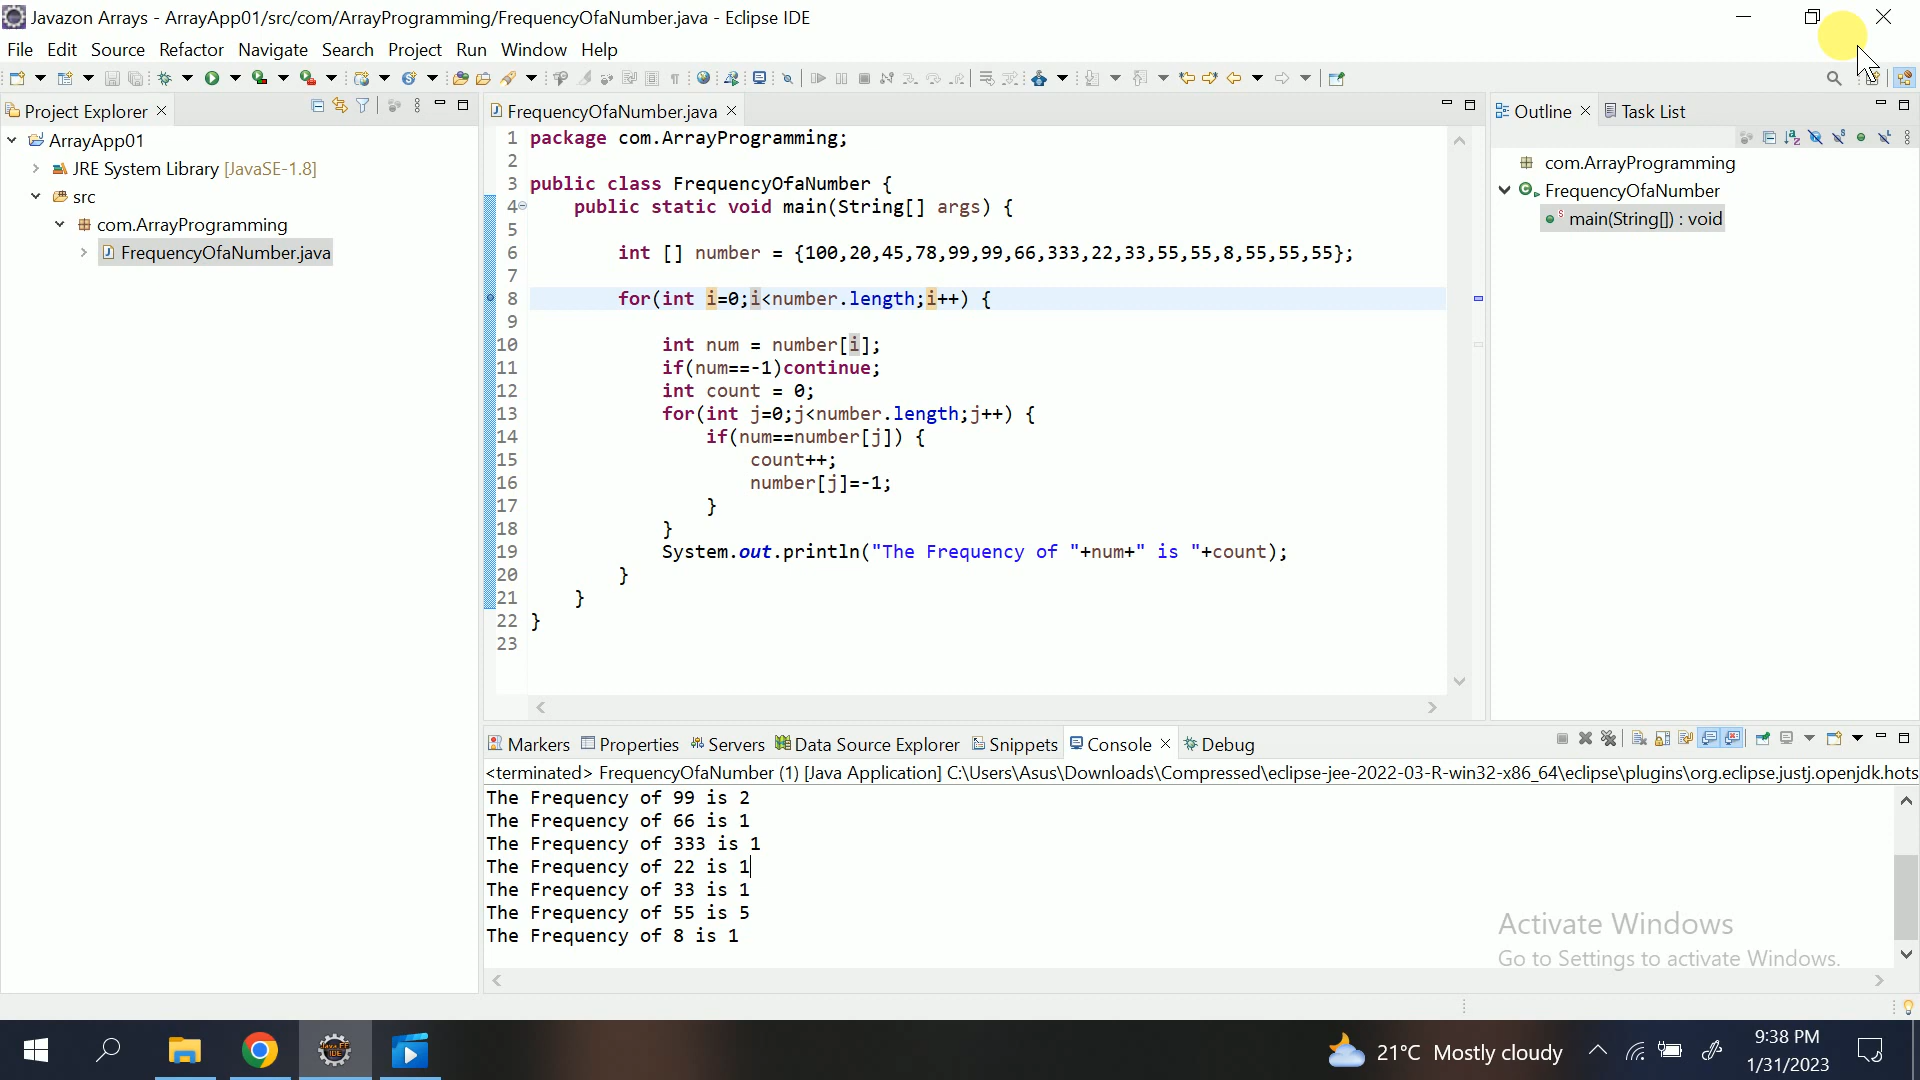 Javazon Arrays - ArrayApp01/src/com/ArrayProgramming/FrequencyOfaNumber.java - Eclipse IDE
File Edit Source Refactor Navigate Search Project Run Window Help
Project Explorer
ArrayApp01
JRE System Library [JavaSE-1.8]
src
com.ArrayProgramming
FrequencyOfaNumber.java
FrequencyOfaNumber.java
1 package com.ArrayProgramming;
2
3 public class FrequencyOfaNumber {
4 public static void main(String[] args) {
5
6 int [] number = {100,20,45,78,99,99,66,333,22,33,55,55,8,55,55,55};
7
8 for(int i=0;i<number.length;i++) {
9
10 int num = number[i];
11 if(num==-1)continue;
12 int count = 0;
13 for(int j=0;j<number.length;j++) {
14 if(num==number[j]) {
15 count++;
16 number[j]=-1;
17 }
18 }
19 System.out.println("The Frequency of "+num+" is "+count);
20 }
21 }
22 }
23
Outline Task List
com.ArrayProgramming
FrequencyOfaNumber
main(String[]) : void
Markers Properties Servers Data Source Explorer Snippets Console Debug
<terminated> FrequencyOfaNumber (1) [Java Application] C:\Users\Asus\Downloads\Compressed\eclipse-jee-2022-03-R-win32-x86_64\eclipse\plugins\org.eclipse.justj.openjdk.hots
The Frequency of 99 is 2
The Frequency of 66 is 1
The Frequency of 333 is 1
The Frequency of 22 is 1
The Frequency of 33 is 1
The Frequency of 55 is 5
The Frequency of 8 is 1
Activate Windows
Go to Settings to activate Windows.
21°C Mostly cloudy
9:38 PM
1/31/2023